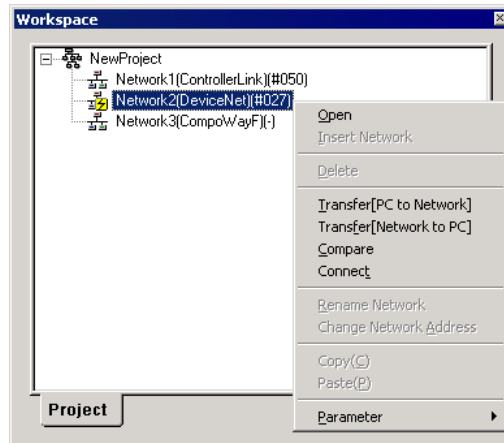 Workspace
NewProject
Network1(ControllerLink)(#050)
Network2(DeviceNet)(#027)
Network3(CompoWayF)(-)
Open
Insert Network
Delete
Transfer[PC to Network]
Transfer[Network to PC]
Compare
Connect
Rename Network
Change Network Address
Copy(C)
Paste(P)
Parameter
Project